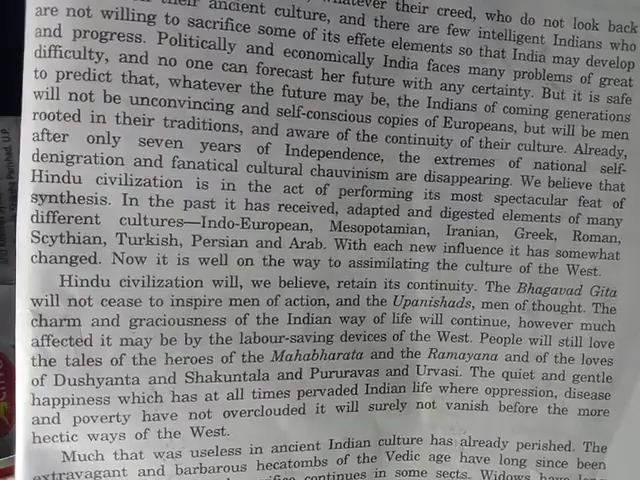 their ancient culture, whatever their creed, who do not look back
are not willing to sacrifice some of its effete elements so that India may develop
and there are few intelligent Indians who
and progress. Politically and economically India faces many problems of great
difficulty, and no one can forecast her future with any certainty. But it is safe
to predict that, whatever the future may be, the Indians of coming generations
will not be unconvincing and self-conscious copies of Europeans, but will be men
rooted in their traditions, and aware of the continuity of their culture. Already,
after only seven years of Independence, the extremes of national self-
denigration and fanatical cultural chauvinism are disappearing. We believe that
Hindu civilization is in the act of performing its most spectacular feat of
synthesis. In the past it has received, adapted and digested elements of many
different cultures—Indo-European, Mesopotamian, Iranian, Greek, Roman,
Scythian, Turkish, Persian and Arab. With each new influence it has somewhat
changed. Now it is well on the way to assimilating the culture of the West.
Hindu civilization will, we believe, retain its continuity. The Bhagavad Gita
will not cease to inspire men of action, and the Upanishads, men of thought. The
charm and graciousness of the Indian way of life will continue, however much
affected it may be by the labour-saving devices of the West. People will still love
the tales of the heroes of the Mahabharata and the Ramayana and of the loves
of Dushyanta and Shakuntala and Pururavas and Urvasi. The quiet and gentle
happiness which has at all times pervaded Indian life where oppression, disease
and poverty have not overclouded it will surely not vanish before the more
hectic ways of the West.
Much that was useless in ancient Indian culture has already perished. The
extravagant and barbarous hecatombs of the Vedic age have long since been
continues in some sects. Widows have